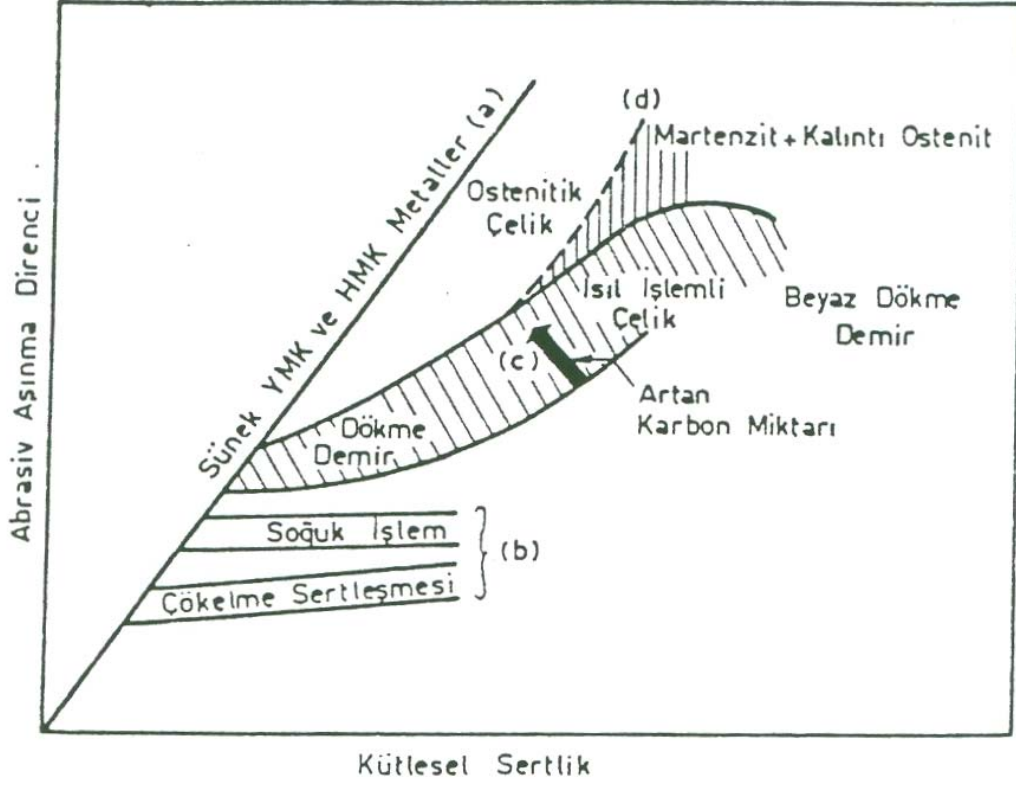 Abrasiv Aşınma Direnci
Sünek YMK ve HMK Metaller (a)
(d)
Martenzit + Kalıntı Ostenit
Ostenitik
Çelik
Isıl İşlemli
Çelik
Beyaz Dökme
Demir
(c)
Artan
Karbon Miktarı
Dökme
Demir
Soğuk İşlem
(b)
Çökelme Sertleşmesi
Kütlesel Sertlik